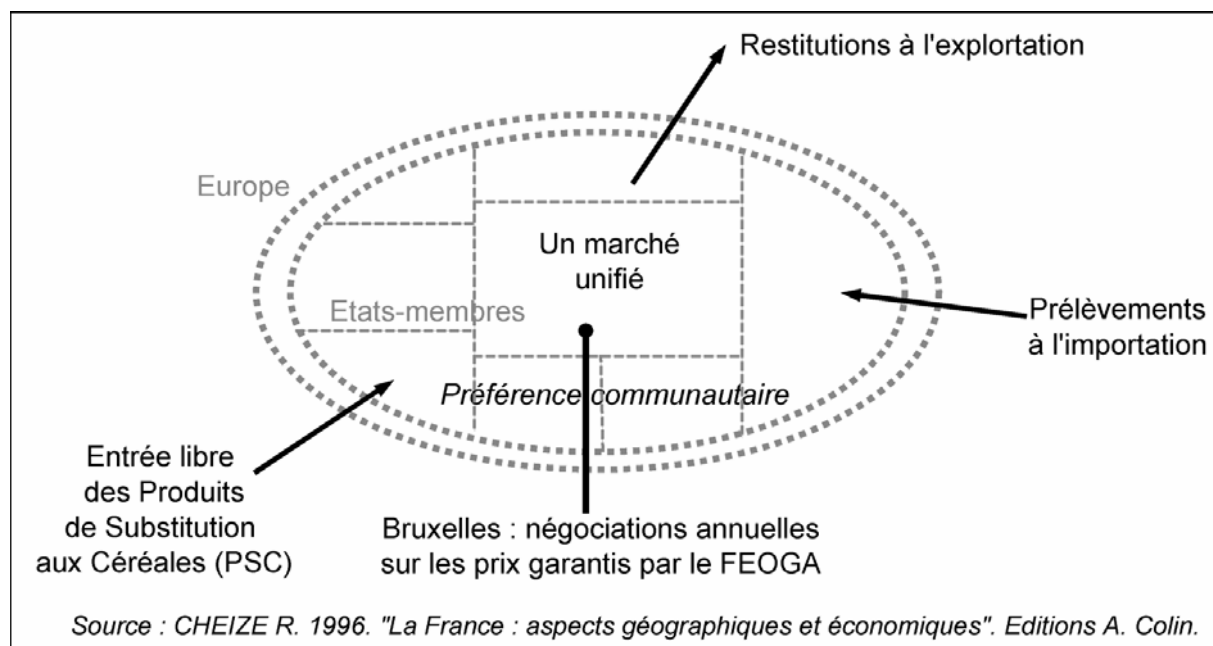 Restitutions à l'explortation
Europe
Un marché
unifié
Etats-membres
Prélèvements
à l'importation
Préférence communautaire
Entrée libre
des Produits
de Substitution
aux Céréales (PSC)
Bruxelles : négociations annuelles
sur les prix garantis par le FEOGA
Source : CHEIZE R. 1996. "La France : aspects géographiques et économiques". Editions A. Colin.